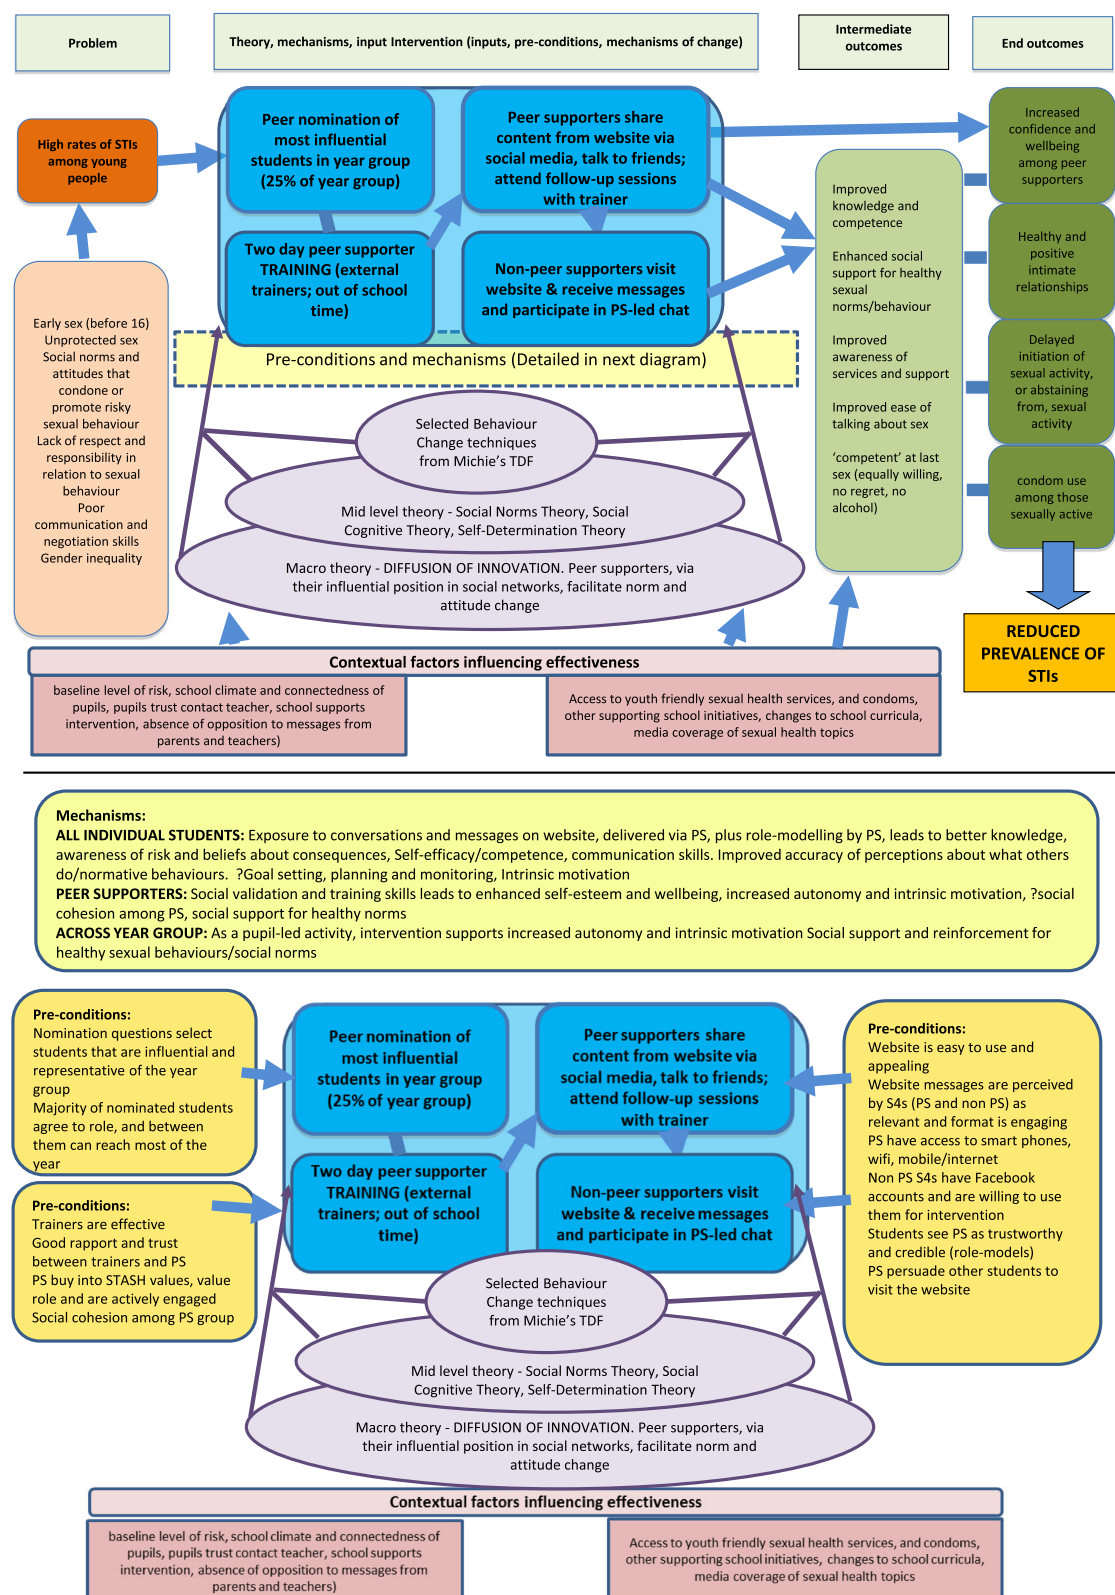 Problem
Theory, mechanisms, input Intervention (inputs, pre-conditions, mechanisms of change)
Intermediate
outcomes
End outcomes
High rates of STIs
among young
people
Early sex (before 16)
Unprotected sex
Social norms and
attitudes that
condone or
promote risky
sexual behaviour
Lack of respect and
responsibility in
relation to sexual
behaviour
Poor
communication and
negotiation skills
Gender inequality
Peer nomination of
most influential
students in year group
(25% of year group)
Peer supporters share
content from website via
social media, talk to friends;
attend follow-up sessions
with trainer
Two day peer supporter
TRAINING (external
trainers; out of school
time)
Non-peer supporters visit
website & receive messages
and participate in PS-led chat
Pre-conditions and mechanisms (Detailed in next diagram)
Selected Behaviour
Change techniques
from Michie's TDF
Mid level theory - Social Norms Theory, Social
Cognitive Theory, Self-Determination Theory
Macro theory - DIFFUSION OF INNOVATION. Peer supporters, via
their influential position in social networks, facilitate norm and
attitude change
Improved
knowledge and
competence
Enhanced social
support for healthy
sexual
norms/behaviour
Improved
awareness of
services and support
Improved ease of
talking about sex
‘competent’ at last
sex (equally willing,
no regret, no
alcohol)
Increased
confidence and
wellbeing
among peer
supporters
Healthy and
positive
intimate
relationships
Delayed
initiation of
sexual activity,
or abstaining
from, sexual
activity
condom use
among those
sexually active
REDUCED
PREVALENCE OF
STIs
Contextual factors influencing effectiveness
baseline level of risk, school climate and connectedness of
pupils, pupils trust contact teacher, school supports
intervention, absence of opposition to messages from
parents and teachers)
Access to youth friendly sexual health services, and condoms,
other supporting school initiatives, changes to school curricula,
media coverage of sexual health topics
Mechanisms:
ALL INDIVIDUAL STUDENTS: Exposure to conversations and messages on website, delivered via PS, plus role-modelling by PS, leads to better knowledge,
awareness of risk and beliefs about consequences, Self-efficacy/competence, communication skills. Improved accuracy of perceptions about what others
do/normative behaviours. ?Goal setting, planning and monitoring, Intrinsic motivation
PEER SUPPORTERS: Social validation and training skills leads to enhanced self-esteem and wellbeing, increased autonomy and intrinsic motivation, ?social
cohesion among PS, social support for healthy norms
ACROSS YEAR GROUP: As a pupil-led activity, intervention supports increased autonomy and intrinsic motivation Social support and reinforcement for
healthy sexual behaviours/social norms
Pre-conditions:
Nomination questions select
students that are influential and
representative of the year
group
Majority of nominated students
agree to role, and between
them can reach most of the
year
Pre-conditions:
Trainers are effective
Good rapport and trust
between trainers and PS
PS buy into STASH values, value
role and are actively engaged
Social cohesion among PS group
Peer nomination of
most influential
students in year group
(25% of year group)
Peer supporters share
content from website via
social media, talk to friends;
attend follow-up sessions
with trainer
Two day peer supporter
TRAINING (external
trainers; out of school
time)
Non-peer supporters visit
website & receive messages
and participate in PS-led chat
Pre-conditions:
Website is easy to use and
appealing
Website messages are perceived
by S4s (PS and non PS) as
relevant and format is engaging
PS have access to smart phones,
wifi, mobile/internet
Non PS S4s have Facebook
accounts and are willing to use
them for intervention
Students see PS as trustworthy
and credible (role-models)
PS persuade other students to
visit the website
Selected Behaviour
Change techniques
from Michie's TDF
Mid level theory - Social Norms Theory, Social
Cognitive Theory, Self-Determination Theory
Macro theory - DIFFUSION OF INNOVATION. Peer supporters, via
their influential position in social networks, facilitate norm and
attitude change
Contextual factors influencing effectiveness
baseline level of risk, school climate and connectedness of
pupils, pupils trust contact teacher, school supports
intervention, absence of opposition to messages from
parents and teachers)
Access to youth friendly sexual health services, and condoms,
other supporting school initiatives, changes to school curricula,
media coverage of sexual health topics